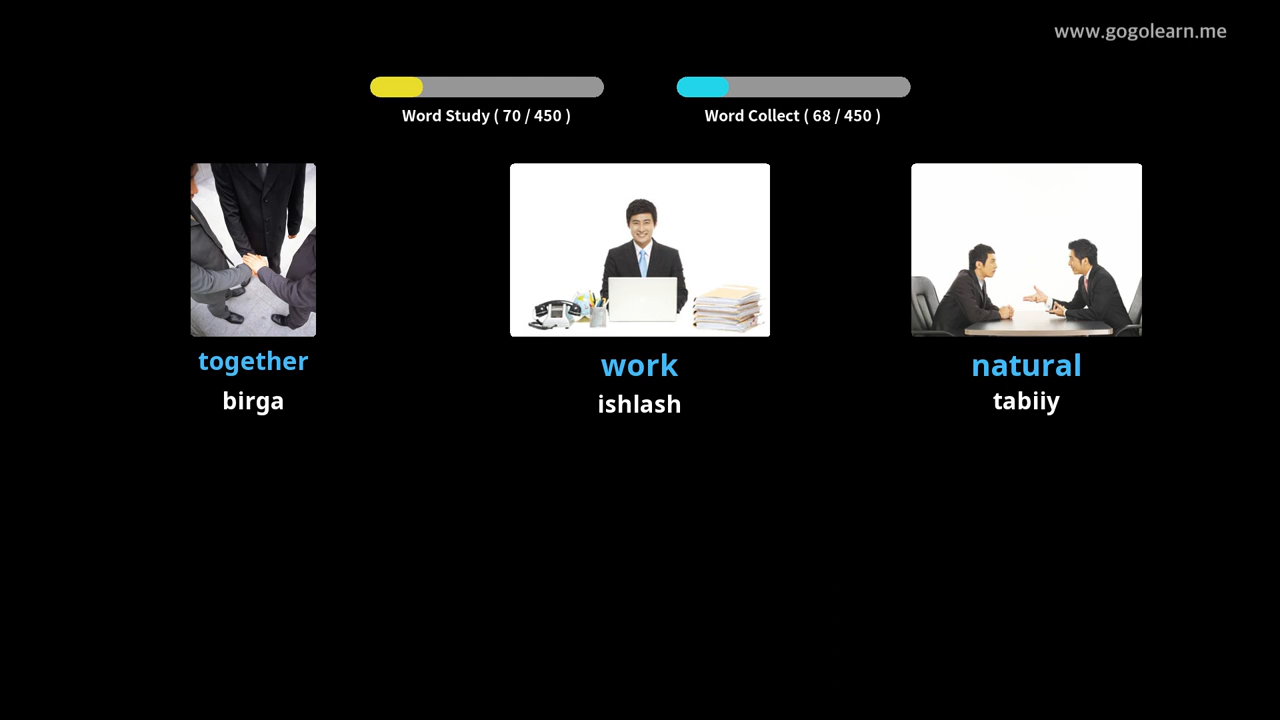 www.gogolearn.me
Word Study ( 70 / 450 )
Word Collect ( 68 / 450 )
together
birga
work
ishlash
natural
tabiiy